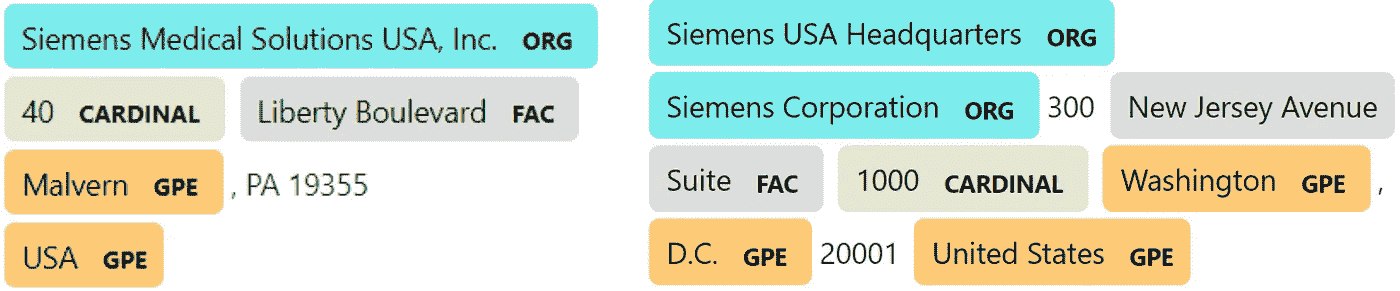 Siemens Medical Solutions USA, Inc. ORG
40 CARDINAL Liberty Boulevard FAC
Malvern GPE , PA 19355
USA GPE
Siemens USA Headquarters ORG
Siemens Corporation ORG 300 New Jersey Avenue
Suite FAC 1000 CARDINAL Washington GPE ,
D.C. GPE 20001 United States GPE